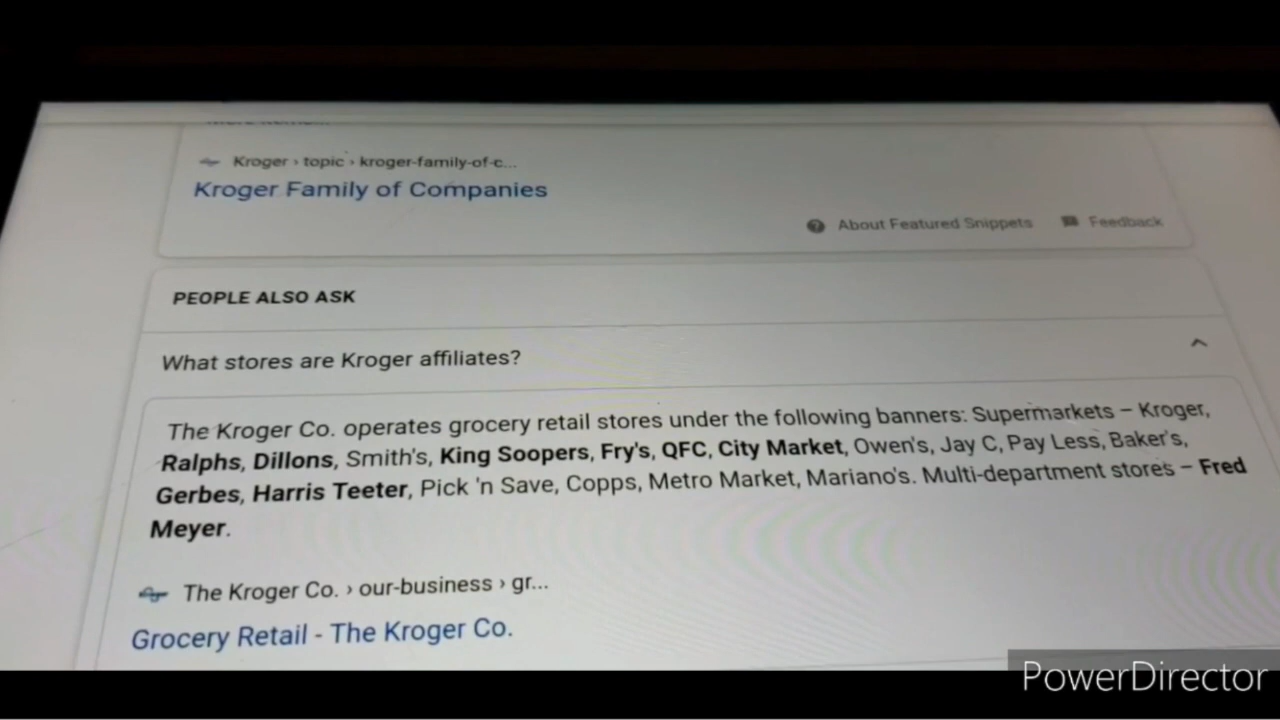 Kroger › topic › kroger-family-of-c...
Kroger Family of Companies
About Featured Snippets Feedback
PEOPLE ALSO ASK
What stores are Kroger affiliates?
The Kroger Co. operates grocery retail stores under the following banners: Supermarkets – Kroger,
Ralphs, Dillons, Smith's, King Soopers, Fry's, QFC, City Market, Owen's, Jay C, Pay Less, Baker's,
Gerbes, Harris Teeter, Pick 'n Save, Copps, Metro Market, Mariano's. Multi-department stores – Fred
Meyer.
The Kroger Co. › our-business › gr...
Grocery Retail - The Kroger Co.
PowerDirector